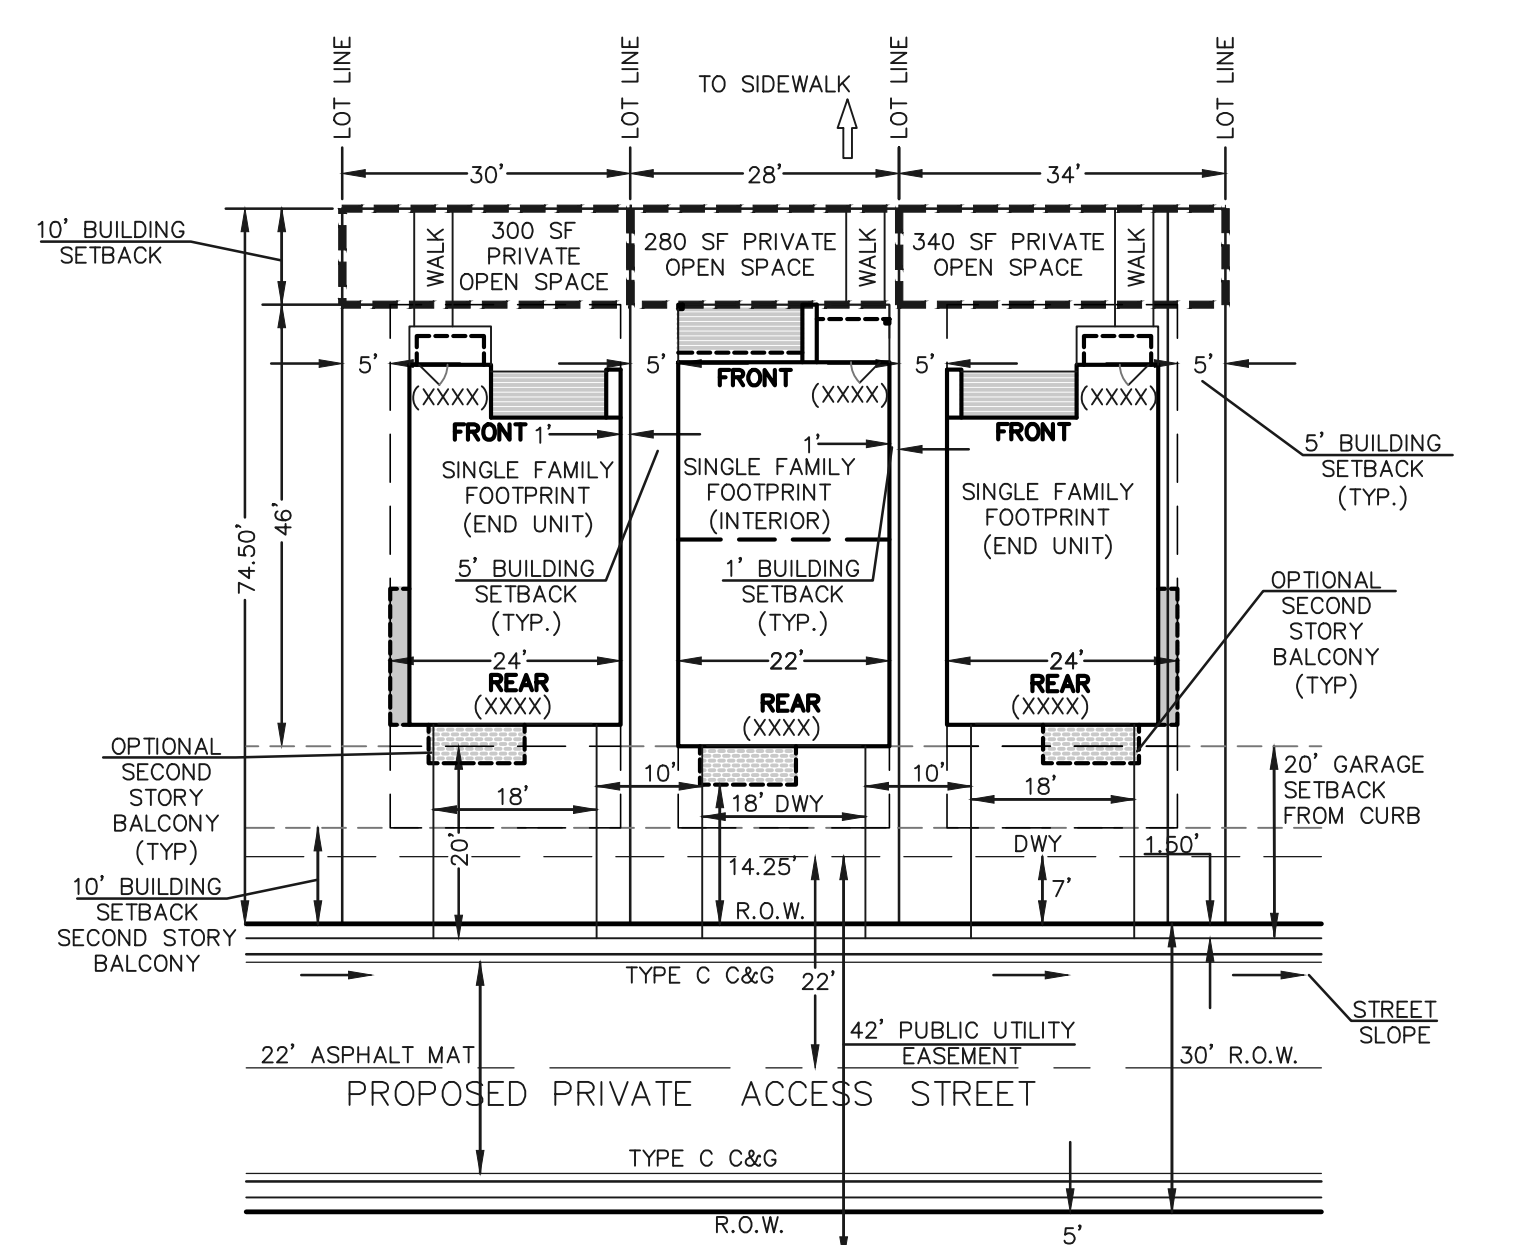 LOT LINE
LOT LINE
LOT LINE
LOT LINE
TO SIDEWALK
30'
28'
34'
10' BUILDING
SETBACK
WALK
300 SF
PRIVATE
OPEN SPACE
280 SF PRIVATE
OPEN SPACE
WALK
340 SF PRIVATE
OPEN SPACE
WALK
5'
5'
5'
5'
(XXXX)
FRONT
1'
FRONT
(XXXX)
1'
(XXXX)
FRONT
5' BUILDING
SETBACK
(TYP.)
SINGLE FAMILY
FOOTPRINT
(END UNIT)
SINGLE FAMILY
FOOTPRINT
(INTERIOR)
SINGLE FAMILY
FOOTPRINT
(END UNIT)
74.50'
46'
5' BUILDING
SETBACK
(TYP.)
1' BUILDING
SETBACK
(TYP.)
OPTIONAL
SECOND
STORY
BALCONY
(TYP)
24'
REAR
(XXXX)
22'
REAR
(XXXX)
24'
REAR
(XXXX)
OPTIONAL
SECOND
STORY
BALCONY
(TYP)
10'
10'
18'
18' DWY
18'
20' GARAGE
SETBACK
FROM CURB
20'
14.25'
DWY
1.50'
7'
10' BUILDING
SETBACK
SECOND STORY
BALCONY
R.O.W.
TYPE C C&G
22'
STREET
SLOPE
42' PUBLIC UTILITY
EASEMENT
22' ASPHALT MAT
30' R.O.W.
PROPOSED PRIVATE ACCESS STREET
TYPE C C&G
R.O.W.
5'